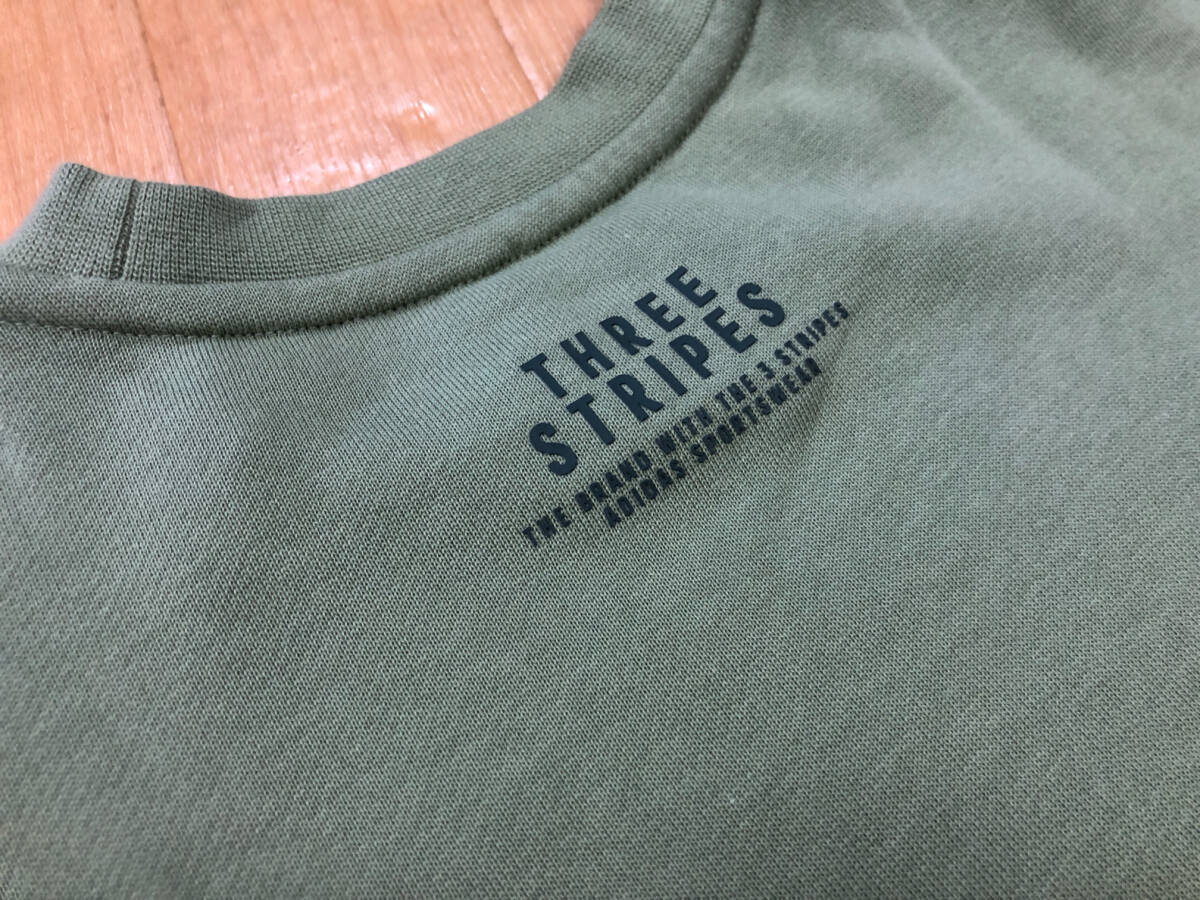 THREE
STRIPES
THE BRAND WITH THE 3 STRIPES
ADIDAS SPORTSWEAR